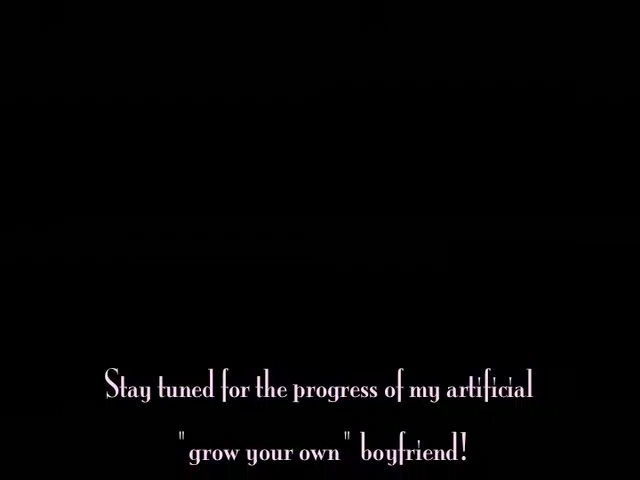 Stay tuned for the progress of my artificial
"grow your own" boyfriend!